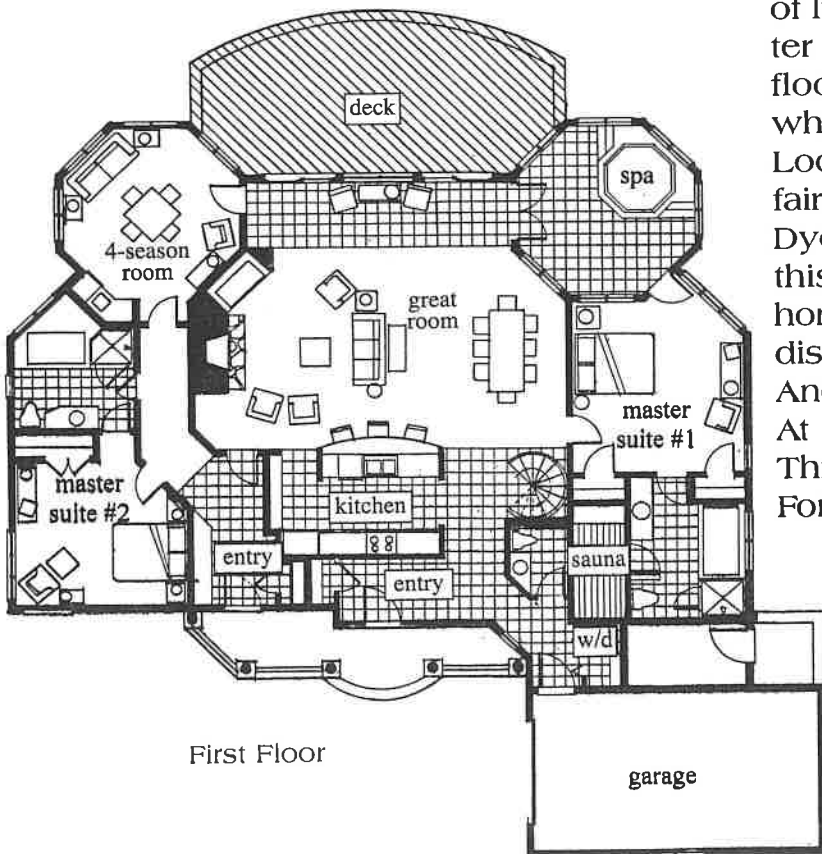 deck
spa
4-season
room
great
room
master
suite #1
master
suite #2
kitchen
entry
entry
sauna
w/d
First Floor
garage
of
ter
floo
wh
Loc
fair
Dy
this
hor
dis
An
At
Th
For